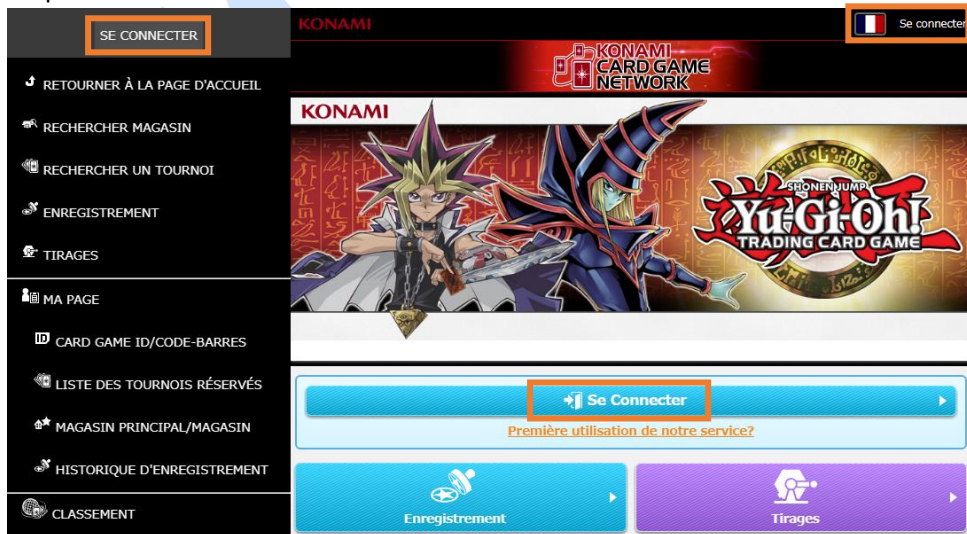 SE CONNECTER
RETOURNER À LA PAGE D'ACCUEIL
RECHERCHER MAGASIN
RECHERCHER UN TOURNOI
ENREGISTREMENT
TIRAGES
MA PAGE
ID CARD GAME ID/CODE-BARRES
LISTE DES TOURNOIS RÉSERVÉS
MAGASIN PRINCIPAL/MAGASIN
HISTORIQUE D'ENREGISTREMENT
CLASSEMENT
KONAMI
Se connecter
KONAMI
CARD GAME
NETWORK
KONAMI
SHONEN JUMP
Yu-Gi-Oh!
TRADING CARD GAME
Se Connecter
Première utilisation de notre service?
Enregistrement
Tirages